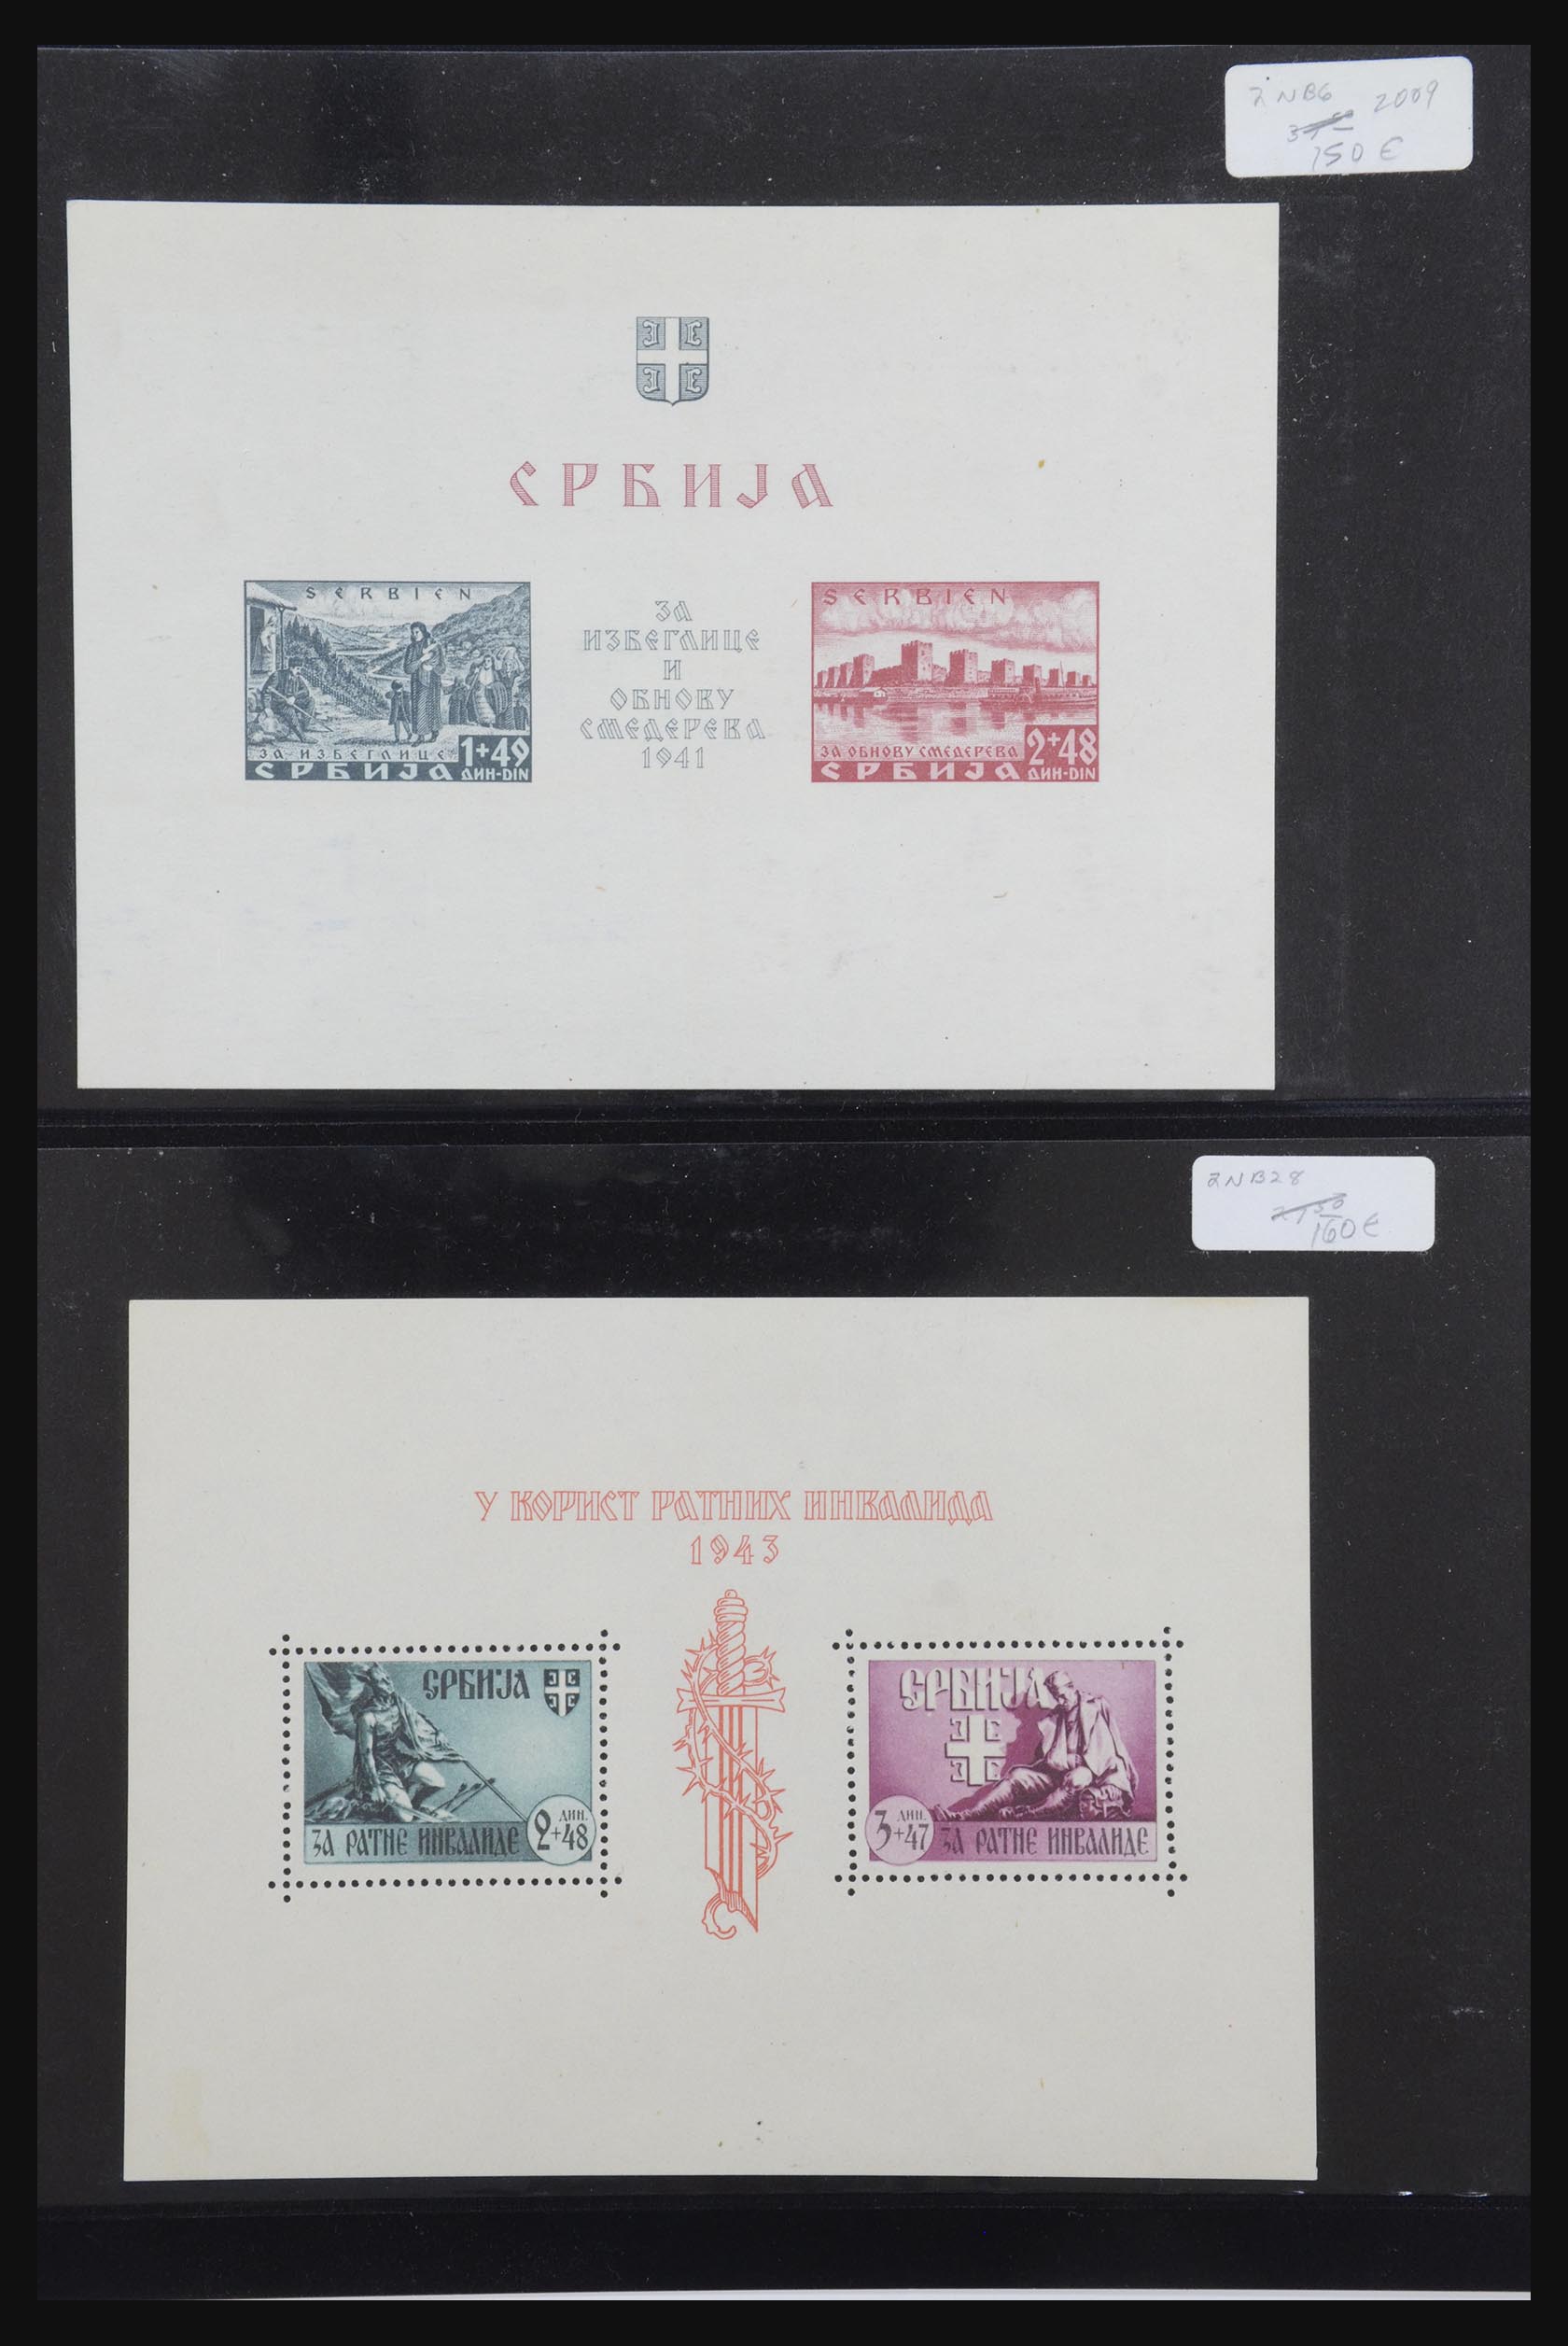 2NB6 2009
150 €
СРБИЈА
SERBIEN
ЗА ИЗБЕГЛИЦЕ
1+49
СРБИЈА ДИН-DIN
ЗА
ИЗБЕГЛИЦЕ
И
ОБНОВУ
СМЕДЕРЕВА
1941
SERBIEN
ЗА ОБНОВУ СМЕДЕРЕВА
2+48
СРБИЈА ДИН-DIN
2NB28
160 €
У КОРИСТ РАТНИХ ИНВАЛИДА
1943
СРБИЈА
ДИН.
2+48
ЗА РАТНЕ ИНВАЛИДЕ
СРБИЈА
ДИН.
3+47
ЗА РАТНЕ ИНВАЛИДЕ